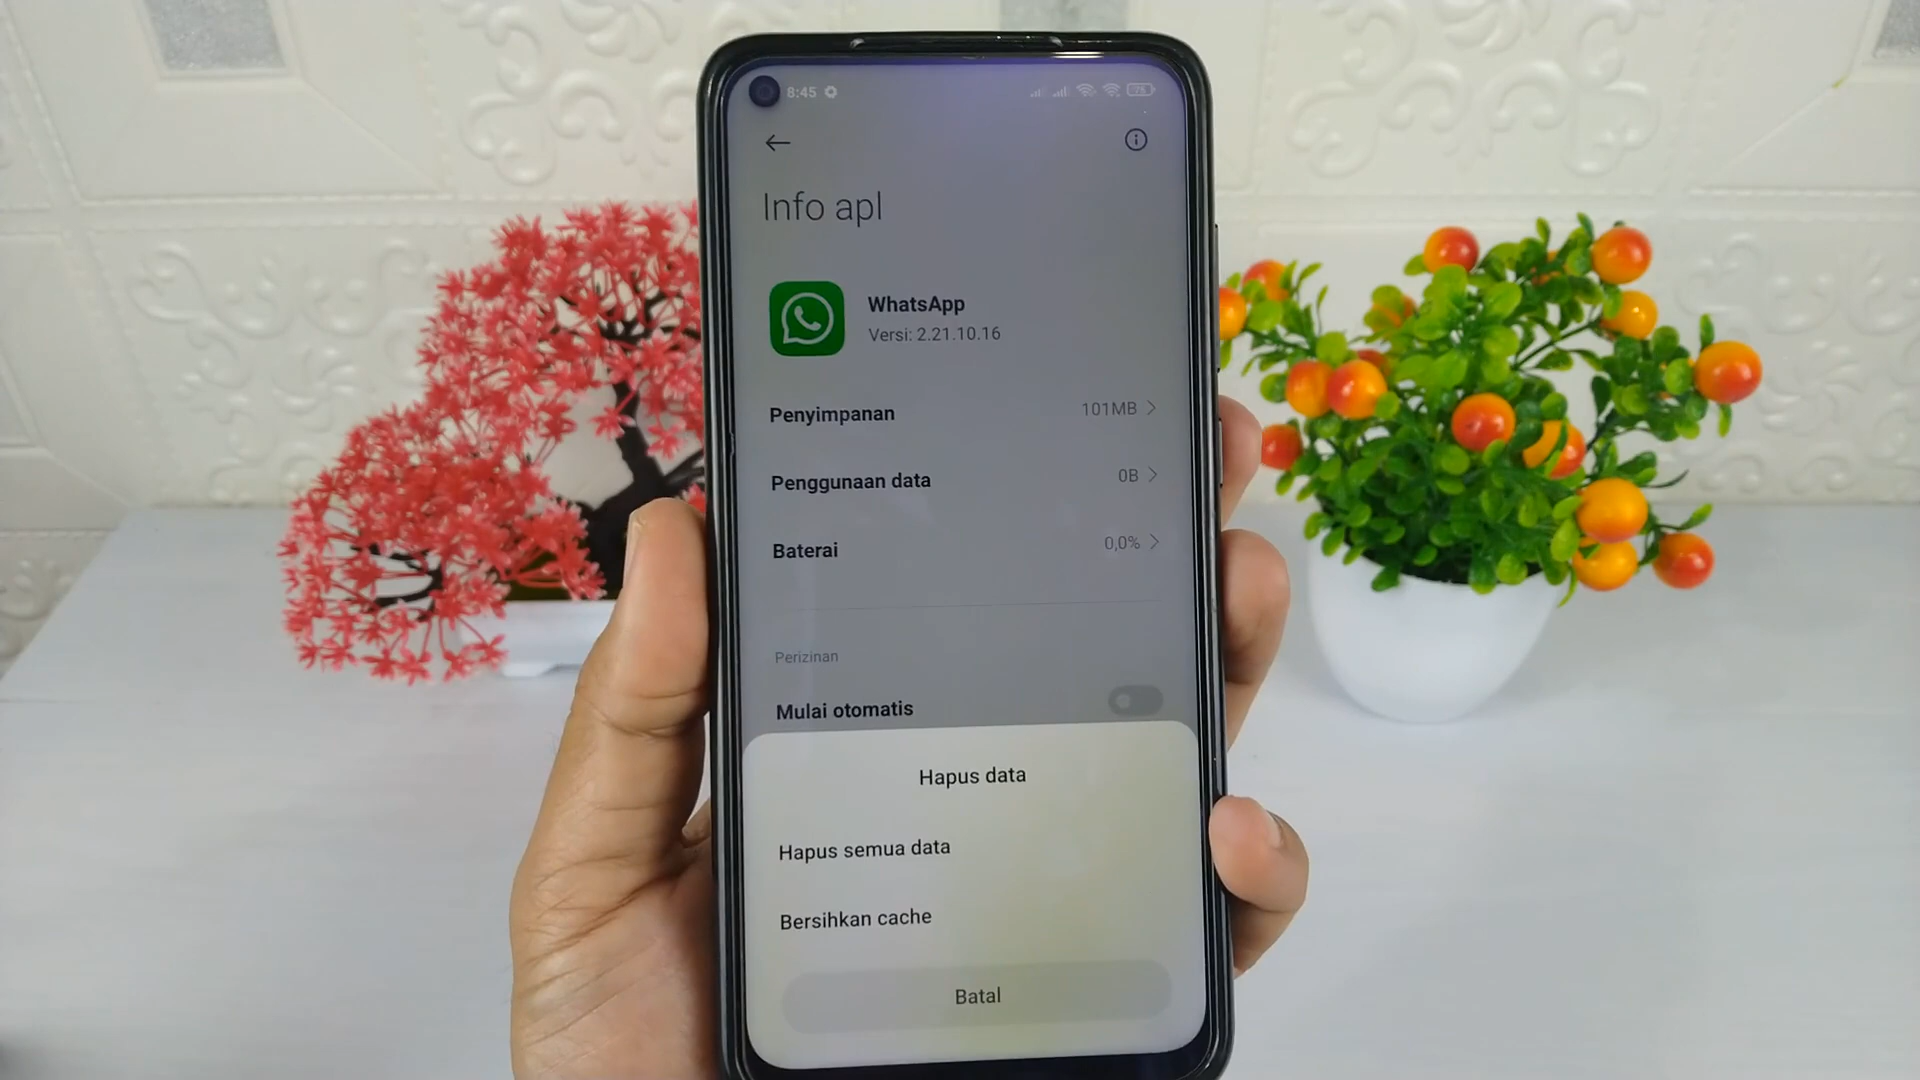 8:45
75
Info apl
WhatsApp
Versi: 2.21.10.16
Penyimpanan 101MB
Penggunaan data 0B
Baterai 0,0%
Perizinan
Mulai otomatis
Hapus data
Hapus semua data
Bersihkan cache
Batal